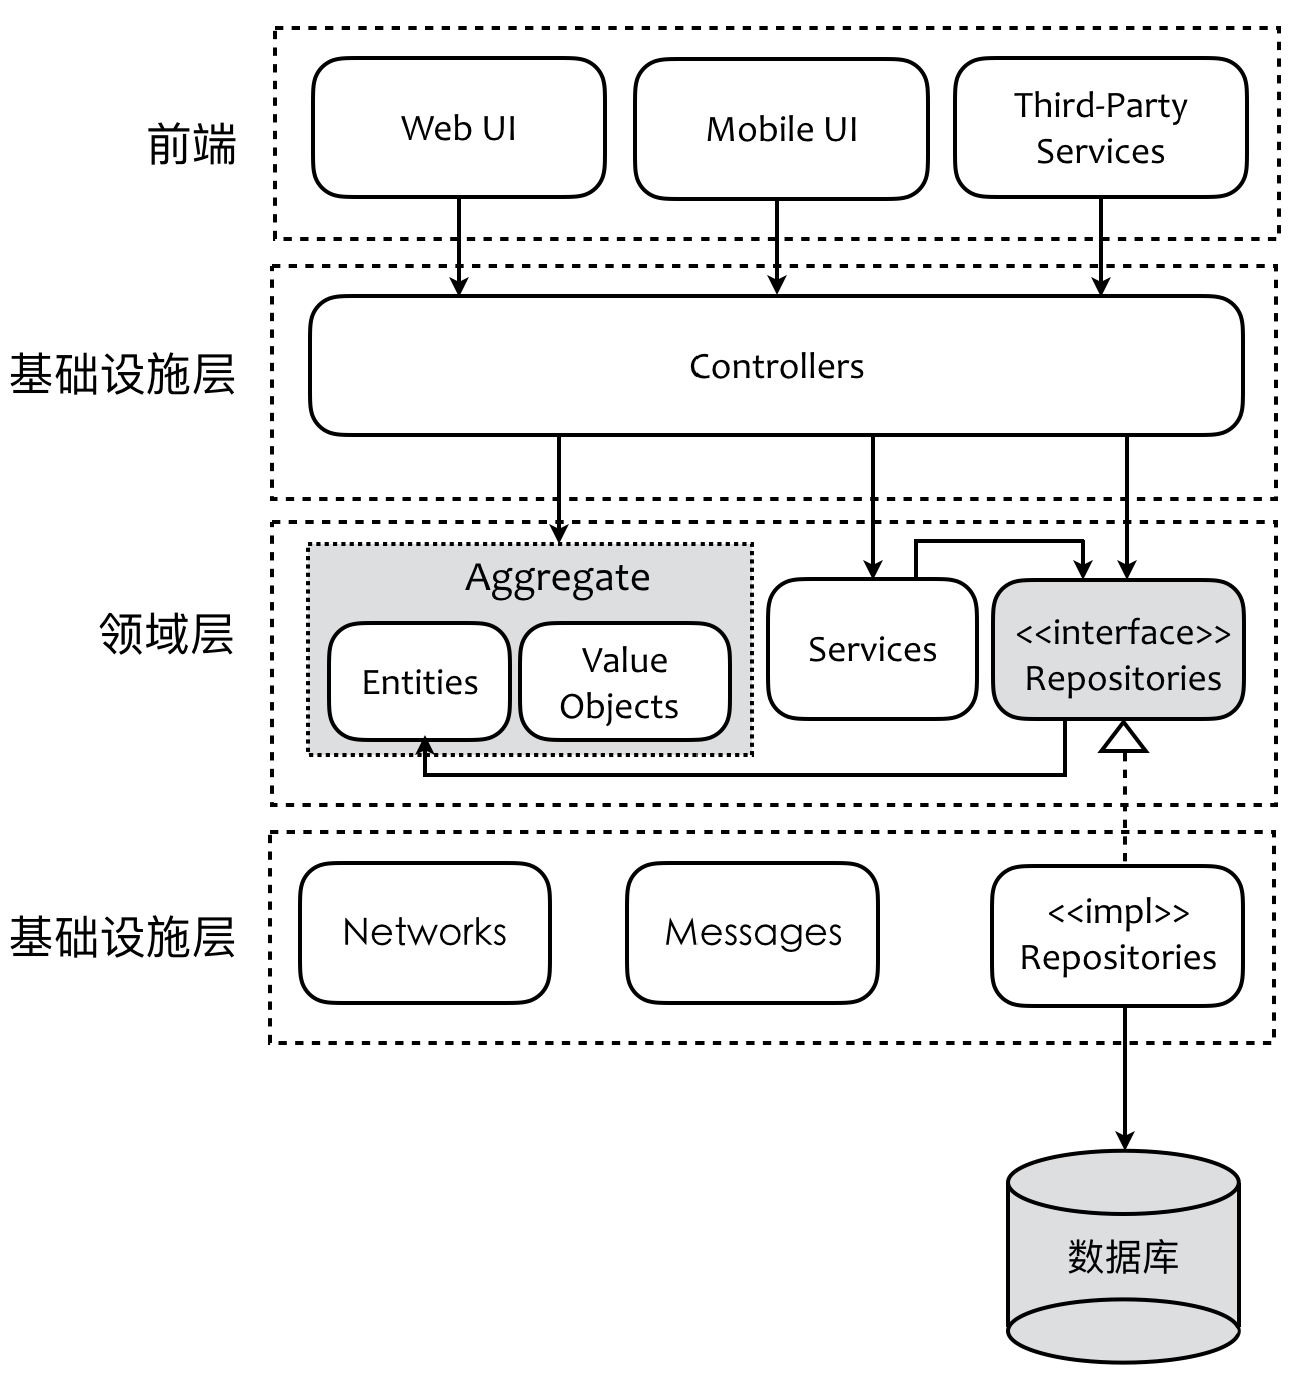 前端
Web UI
Mobile UI
Third-Party
Services
基础设施层
Controllers
领域层
Aggregate
Entities
Value
Objects
Services
<<interface>>
Repositories
基础设施层
Networks
Messages
<<impl>>
Repositories
数据库